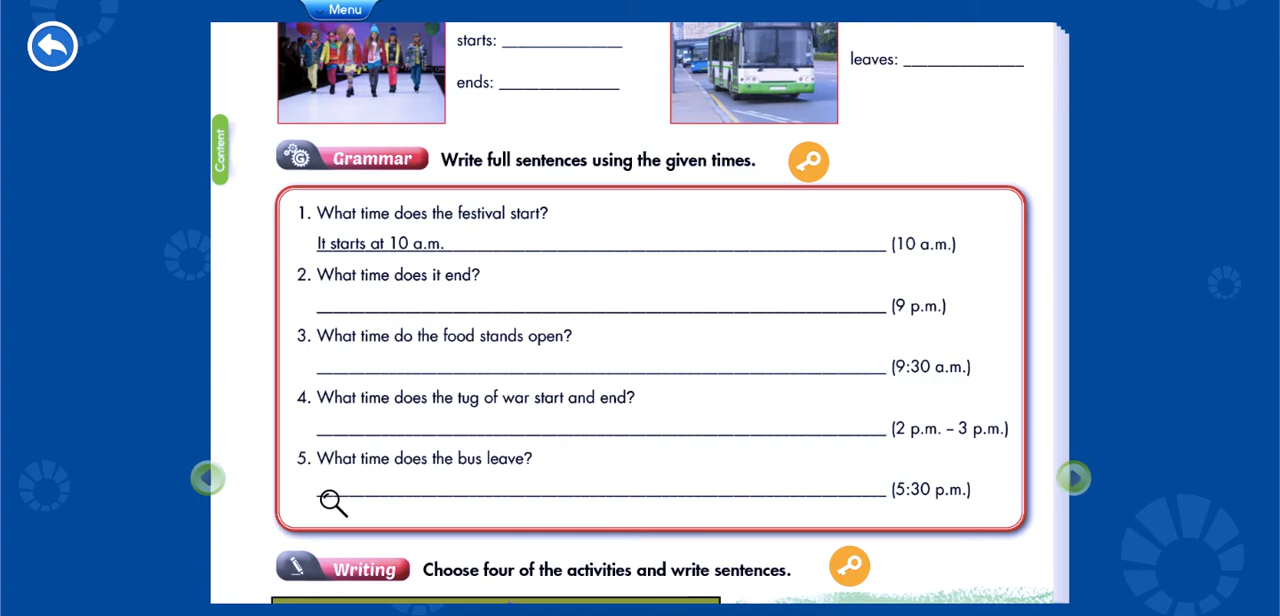 Menu
starts: ______________
ends: ______________
leaves: ______________
Content
Grammar Write full sentences using the given times.
1. What time does the festival start?
It starts at 10 a.m. (10 a.m.)
2. What time does it end?
(9 p.m.)
3. What time do the food stands open?
(9:30 a.m.)
4. What time does the tug of war start and end?
(2 p.m. – 3 p.m.)
5. What time does the bus leave?
(5:30 p.m.)
Writing Choose four of the activities and write sentences.